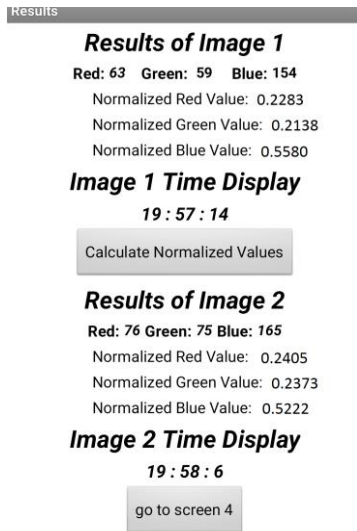 Results
Results of Image 1
Red: 63 Green: 59 Blue: 154
Normalized Red Value: 0.2283
Normalized Green Value: 0.2138
Normalized Blue Value: 0.5580
Image 1 Time Display
19 : 57 : 14
Calculate Normalized Values
Results of Image 2
Red: 76 Green: 75 Blue: 165
Normalized Red Value: 0.2405
Normalized Green Value: 0.2373
Normalized Blue Value: 0.5222
Image 2 Time Display
19 : 58 : 6
go to screen 4